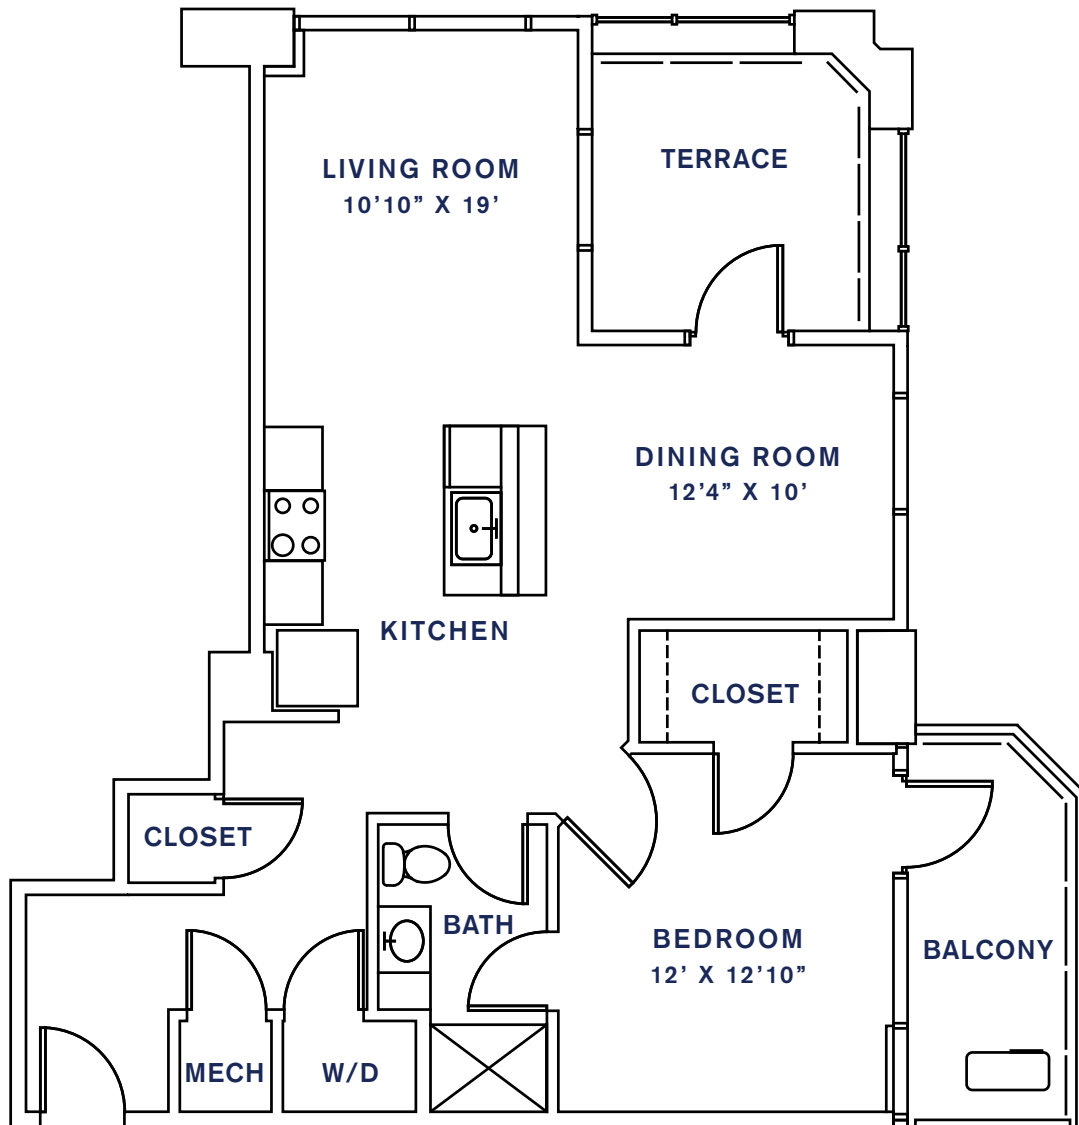 LIVING ROOM
10’10” X 19’
TERRACE
DINING ROOM
12’4” X 10’
KITCHEN
CLOSET
CLOSET
BATH
BEDROOM
12’ X 12’10”
BALCONY
MECH
W/D